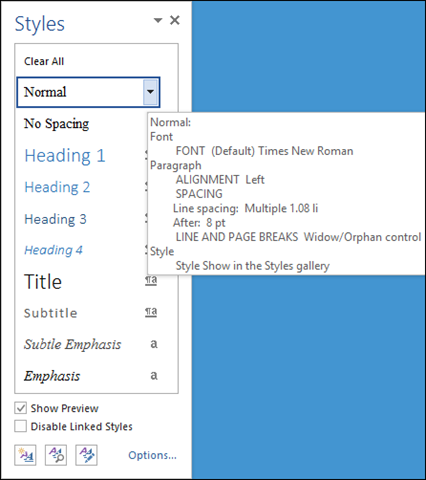 Styles
Clear All
Normal
No Spacing
Heading 1
Heading 2
Heading 3
Heading 4
Title
Subtitle ¶a
Subtle Emphasis a
Emphasis a
Normal:
Font
FONT (Default) Times New Roman
Paragraph
ALIGNMENT Left
SPACING
Line spacing: Multiple 1.08 li
After: 8 pt
LINE AND PAGE BREAKS Widow/Orphan control
Style
Style Show in the Styles gallery
Show Preview
Disable Linked Styles
Options...